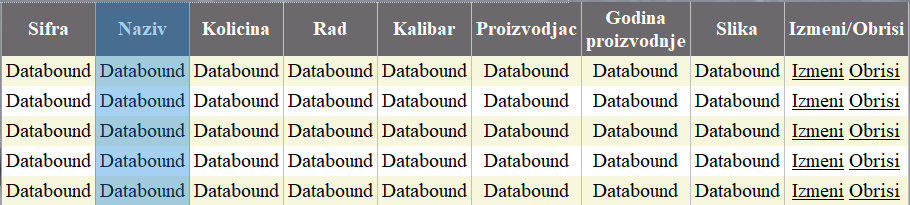 Sifra Naziv Kolicina Rad Kalibar Proizvodjac Godina proizvodnje Slika Izmeni/Obrisi
Databound Databound Databound Databound Databound Databound Databound Databound Izmeni Obrisi
Databound Databound Databound Databound Databound Databound Databound Databound Izmeni Obrisi
Databound Databound Databound Databound Databound Databound Databound Databound Izmeni Obrisi
Databound Databound Databound Databound Databound Databound Databound Databound Izmeni Obrisi
Databound Databound Databound Databound Databound Databound Databound Databound Izmeni Obrisi